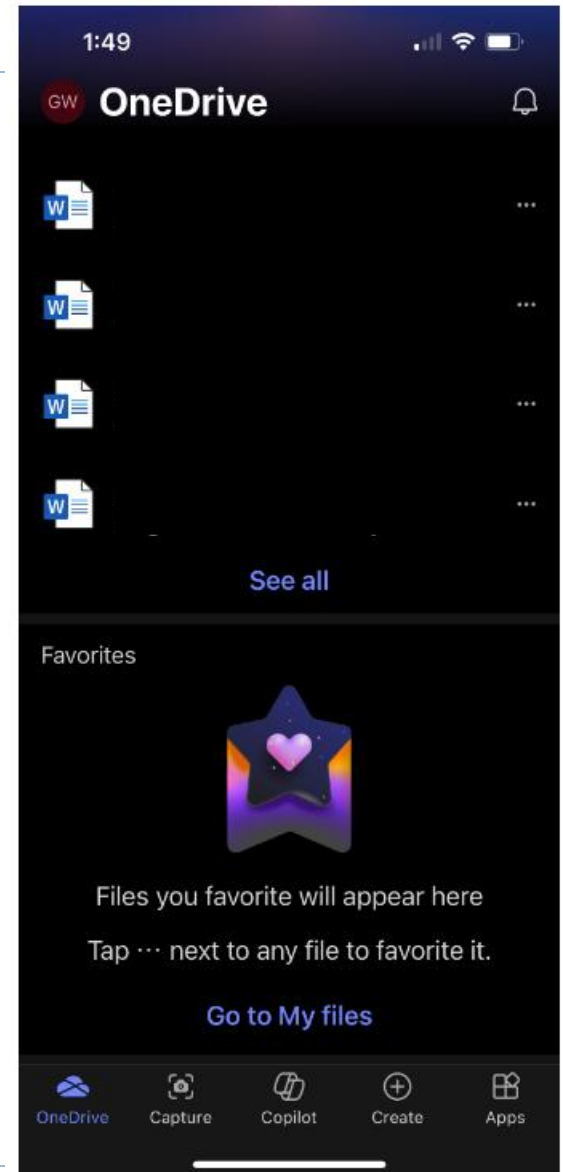 1:49
GW OneDrive
W
...
W
...
W
...
W
...
See all
Favorites
Files you favorite will appear here
Tap ··· next to any file to favorite it.
Go to My files
OneDrive Capture Copilot Create Apps